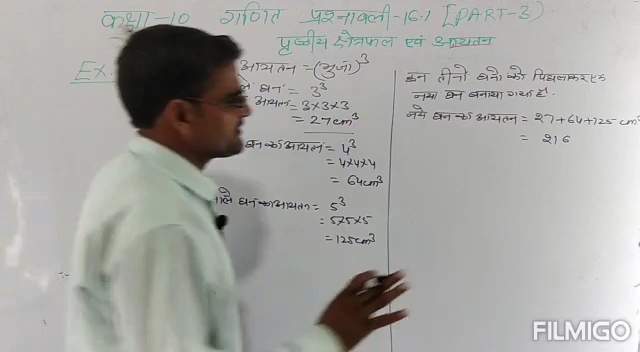 कक्षा-10 गणित प्रश्नावली-16.1 [PART-3)
पृष्ठीय क्षेत्रफल एवं आयतन
Ex.
आयतन = (भुजा)³
घन = 3³
आयतन = 3×3×3
= 27cm³
घन का आयतन = 4³
= 4×4×4
= 64cm³
वाले घन का आयतन = 5³
= 5×5×5
= 125cm³
इन तीनो घनो को पिघलाकर एक
नया घन बनाया गया है।
नये घन का आयतन = 27+64+125 cm³
= 216
FILMIGO